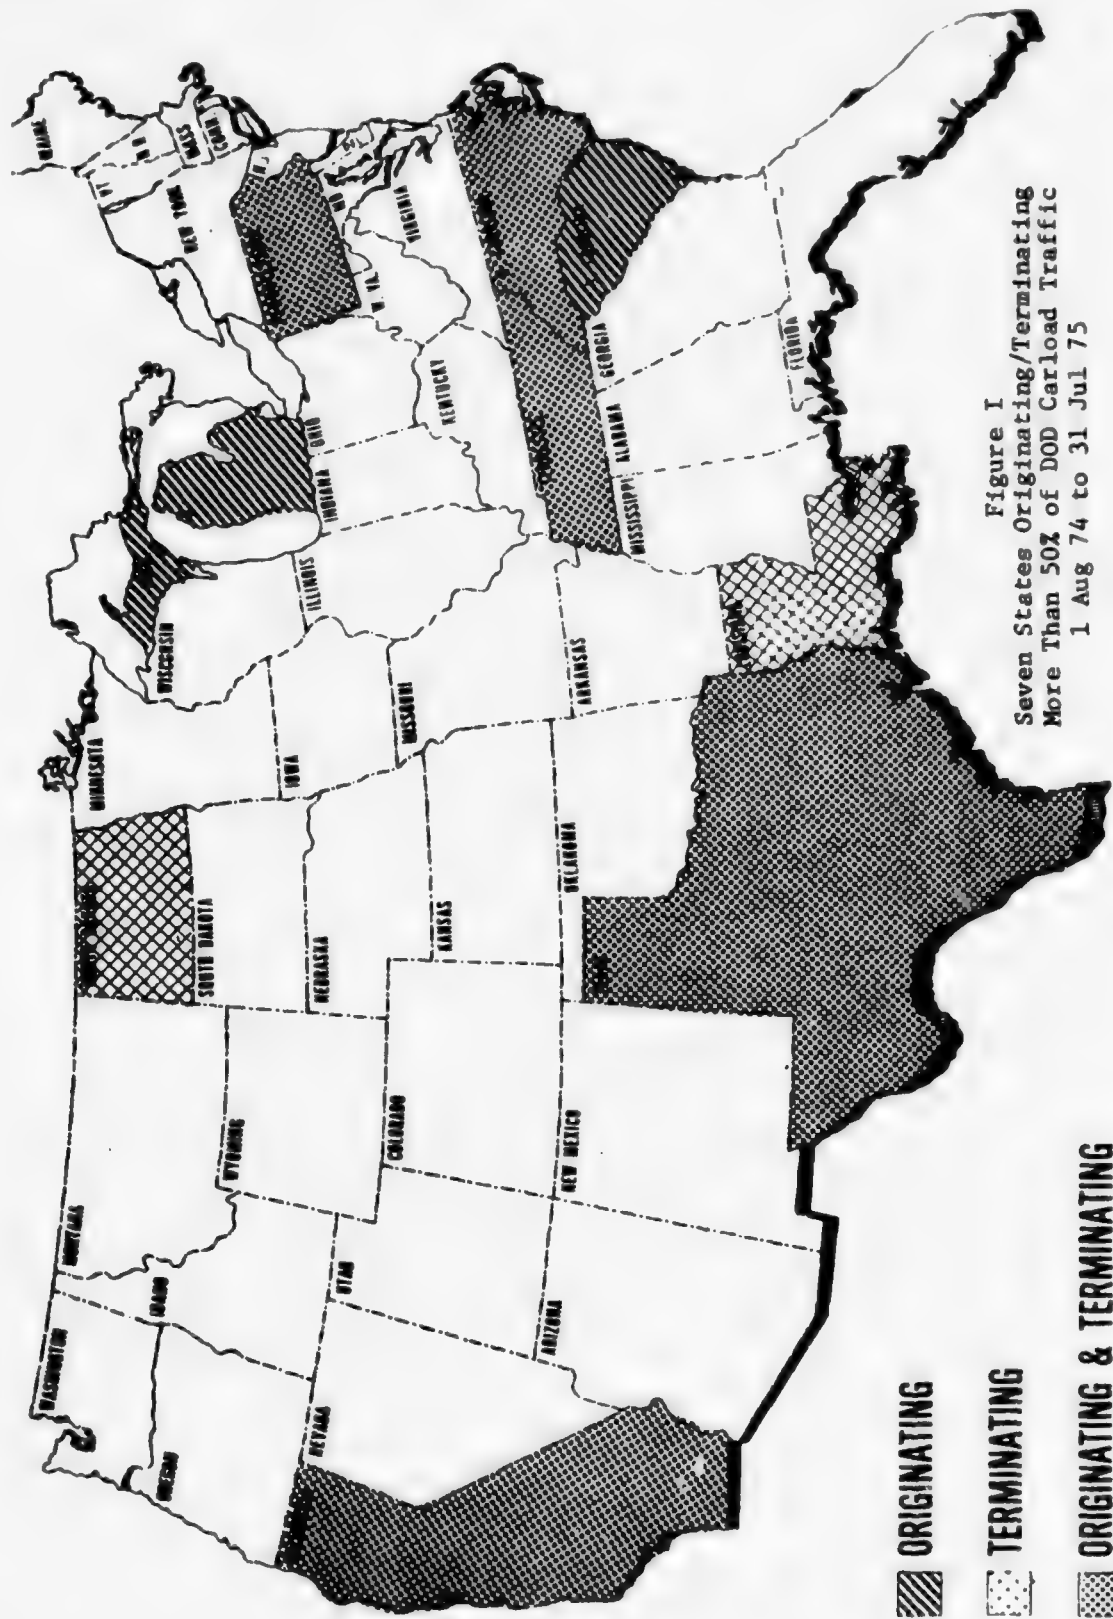 WASHINGTON
MONTANA
MINNESOTA
MAINE
VT
N H
MASS
CONN
NEW YORK
N. J.
OREGON
IDAHO
SOUTH DAKOTA
WISCONSIN
WYOMING
IOWA
ILLINOIS
INDIANA
OHIO
MD
W. VA.
VIRGINIA
NEVADA
UTAH
NEBRASKA
COLORADO
KANSAS
MISSOURI
KENTUCKY
ARIZONA
NEW MEXICO
OKLAHOMA
ARKANSAS
MISSISSIPPI
ALABAMA
GEORGIA
FLORIDA
Figure I
Seven States Originating/Terminating
More Than 50% of DOD Carload Traffic
1 Aug 74 to 31 Jul 75
ORIGINATING
TERMINATING
ORIGINATING & TERMINATING